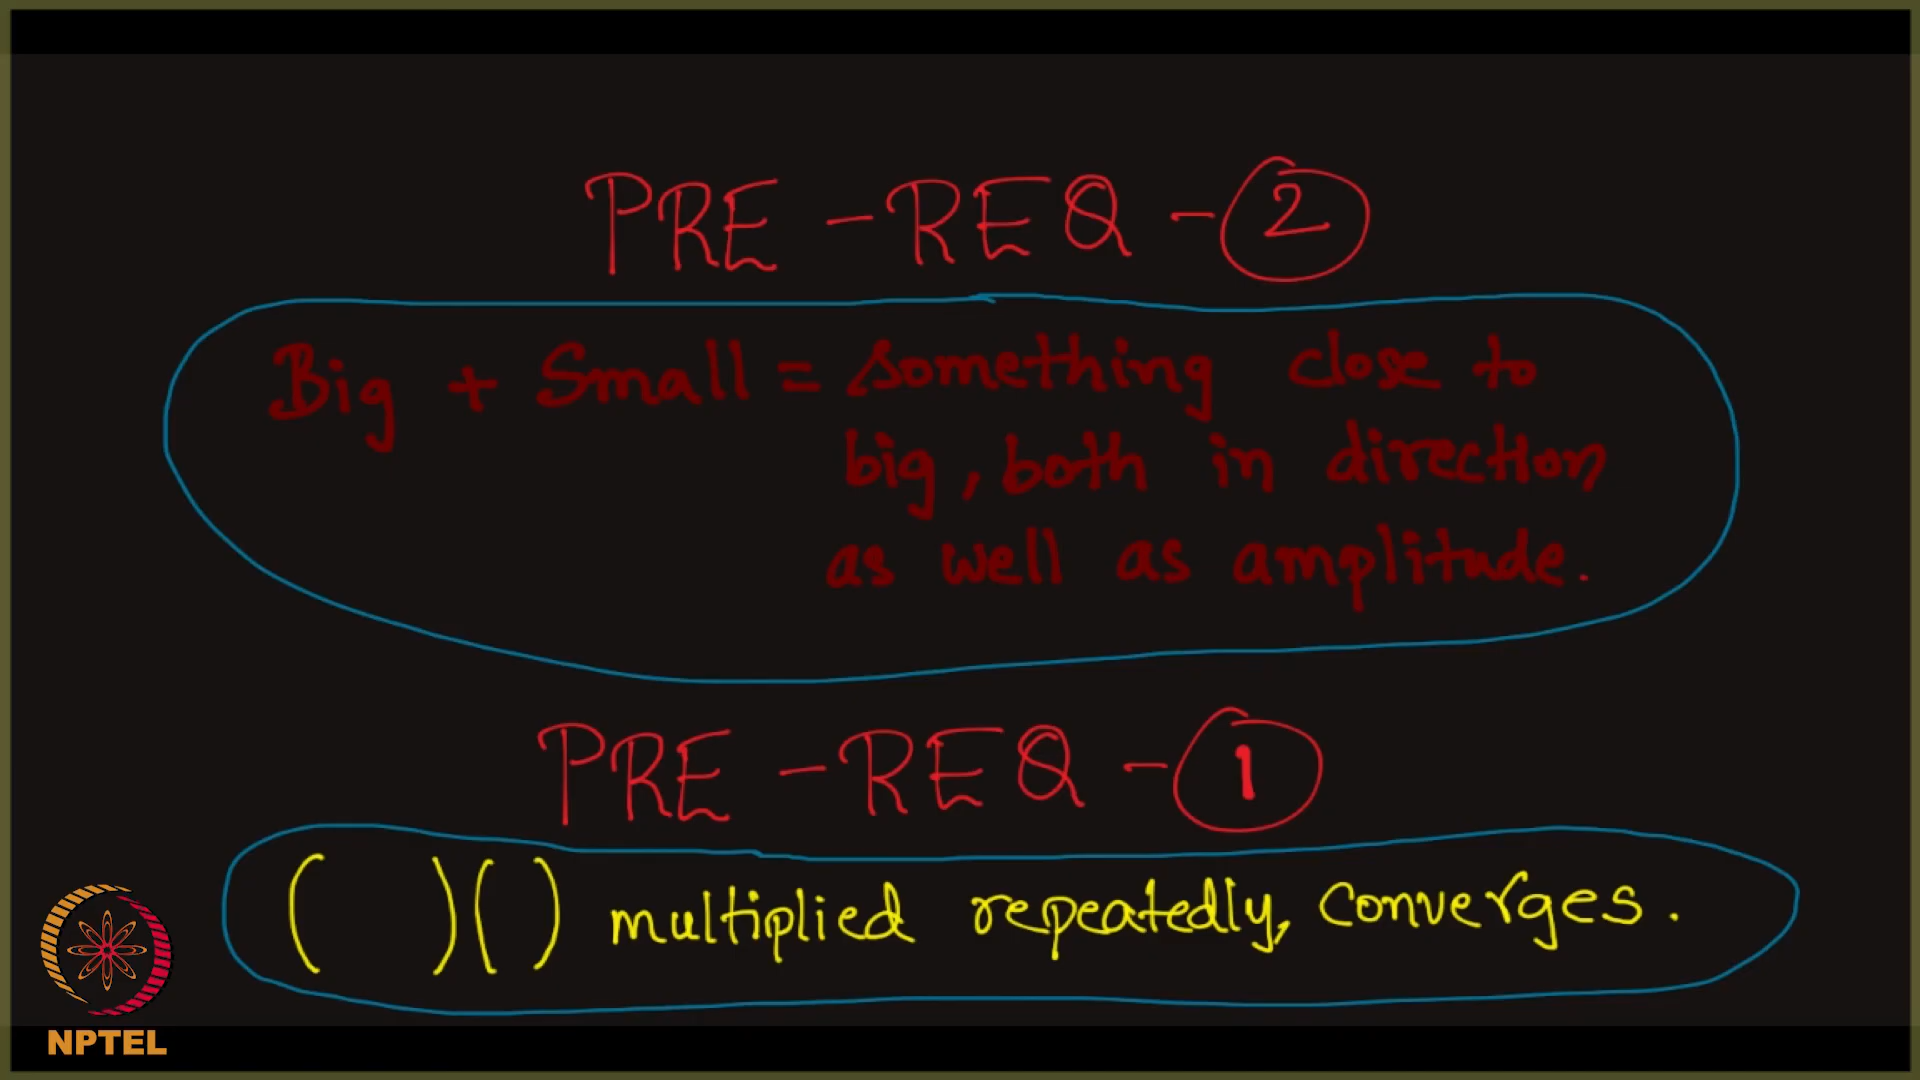 PRE-REQ-2
Big + Small = something close to
big, both in direction
as well as amplitude.
PRE-REQ-1
( )( ) multiplied repeatedly, converges.
NPTEL